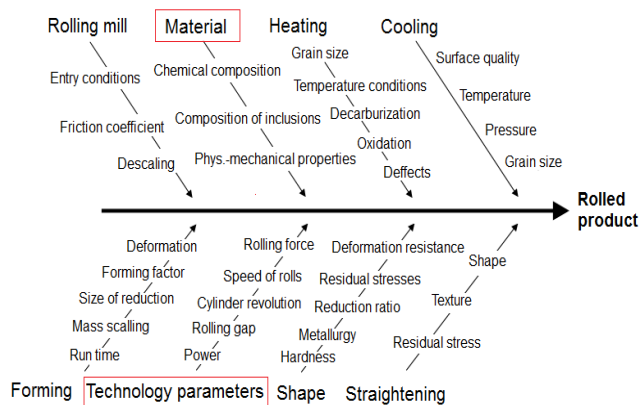 Rolling mill
Material
Heating
Cooling
Entry conditions
Friction coefficient
Descaling
Chemical composition
Composition of inclusions
Phys.-mechanical properties
Grain size
Temperature conditions
Decarburization
Oxidation
Deffects
Surface quality
Temperature
Pressure
Grain size
Rolled
product
Deformation
Forming factor
Size of reduction
Mass scalling
Run time
Rolling force
Speed of rolls
Cylinder revolution
Rolling gap
Power
Deformation resistance
Residual stresses
Reduction ratio
Metallurgy
Hardness
Shape
Texture
Residual stress
Forming
Technology parameters
Shape
Straightening